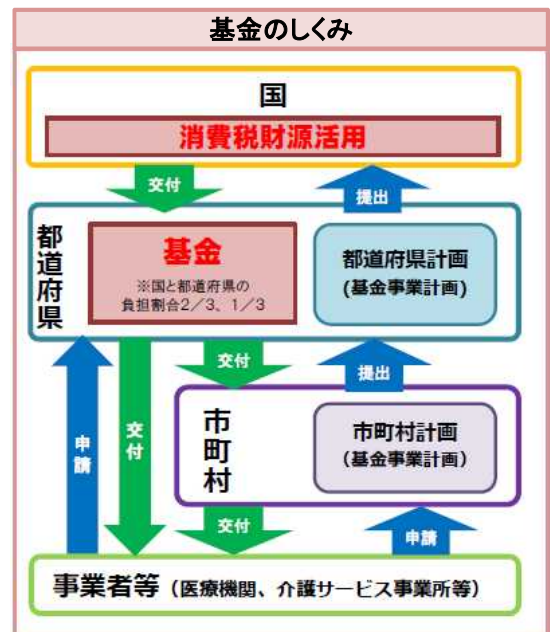 基金のしくみ
国
消費税財源活用
交付
提出
都道府県
基金
※国と都道府県の
負担割合2/3、1/3
都道府県計画
(基金事業計画)
申請
交付
交付
提出
市町村
市町村計画
(基金事業計画)
交付
申請
事業者等(医療機関、介護サービス事業所等)